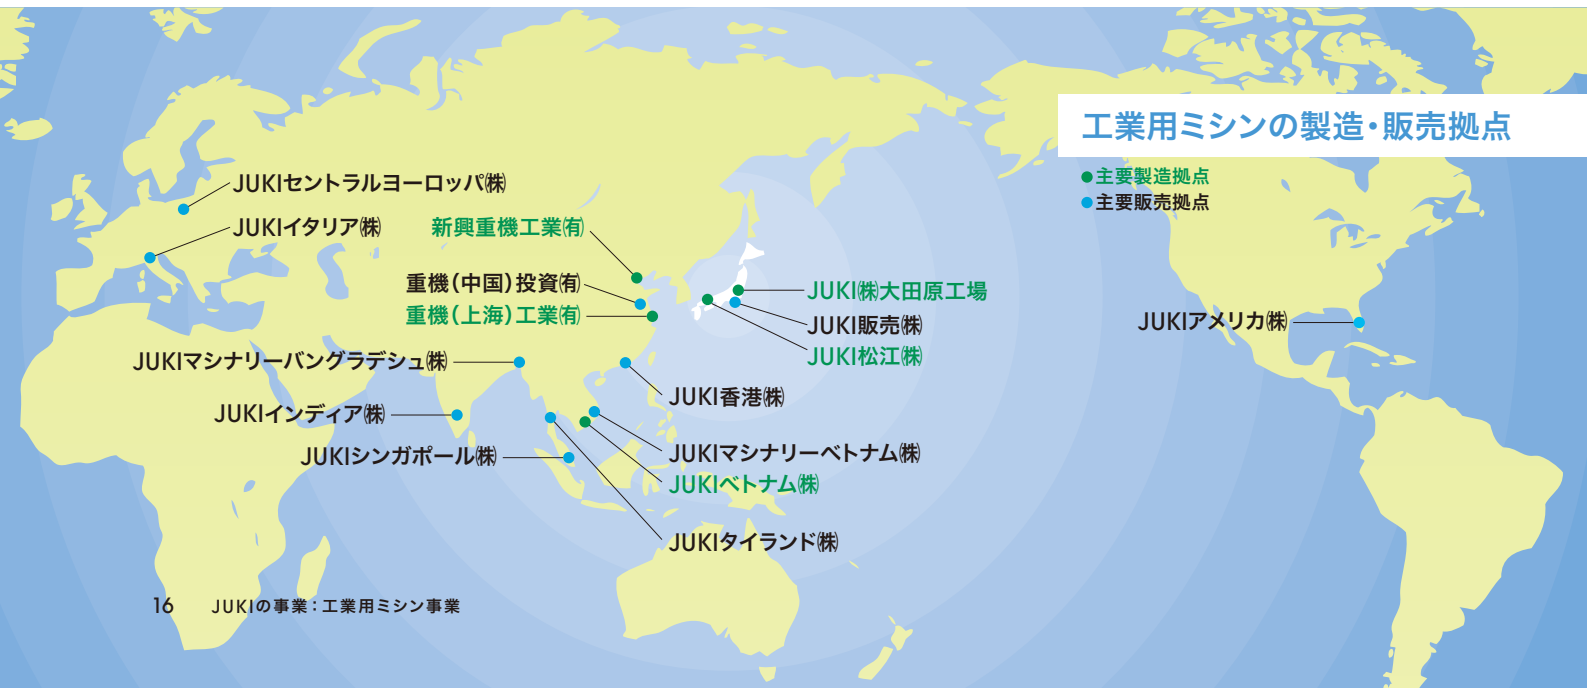 工業用ミシンの製造・販売拠点
●主要製造拠点
●主要販売拠点
JUKIセントラルヨーロッパ㈱
JUKIイタリア㈱
新興重機工業㈲
重機（中国）投資㈲
重機（上海）工業㈲
JUKI㈱大田原工場
JUKI販売㈱
JUKI松江㈱
JUKIアメリカ㈱
JUKIマシナリーバングラデシュ㈱
JUKI香港㈱
JUKIインディア㈱
JUKIシンガポール㈱
JUKIマシナリーベトナム㈱
JUKIベトナム㈱
JUKIタイランド㈱
16 JUKIの事業：工業用ミシン事業